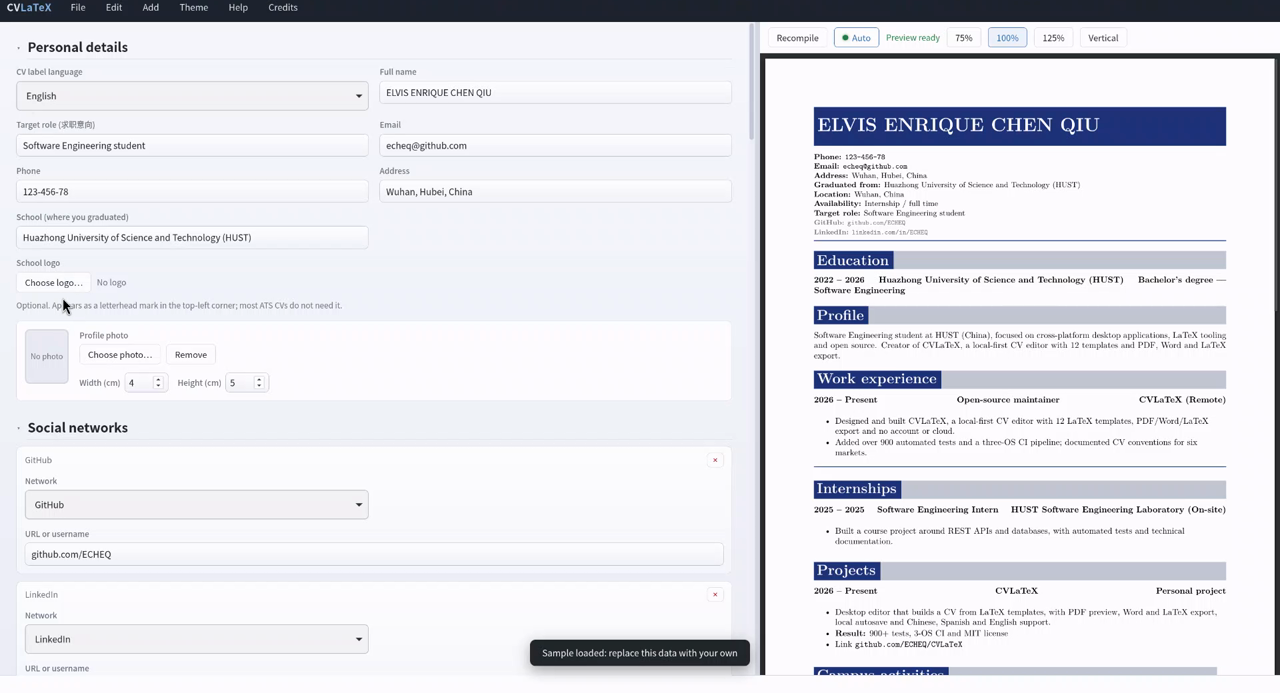 CVLaTeX File Edit Add Theme Help Credits
Personal details
CV label language
English
Full name
ELVIS ENRIQUE CHEN QIU
Target role (求职意向)
Software Engineering student
Email
echeq@github.com
Phone
123-456-78
Address
Wuhan, Hubei, China
School (where you graduated)
Huazhong University of Science and Technology (HUST)
School logo
Choose logo… No logo
Optional. Ap as as a letterhead mark in the top-left corner; most ATS CVs do not need it.
No photo
Profile photo
Choose photo… Remove
Width (cm) 4 Height (cm) 5
Social networks
GitHub ×
Network
GitHub
URL or username
github.com/ECHEQ
LinkedIn ×
Network
LinkedIn
URL or username
Sample loaded: replace this data with your own
Recompile Auto Preview ready 75% 100% 125% Vertical
ELVIS ENRIQUE CHEN QIU
Phone: 123-456-78
Email: echeq@github.com
Address: Wuhan, Hubei, China
Graduated from: Huazhong University of Science and Technology (HUST)
Location: Wuhan, China
Availability: Internship / full time
Target role: Software Engineering student
GitHub: github.com/ECHEQ
LinkedIn: linkedin.com/in/ECHEQ
Education
2022 – 2026 Huazhong University of Science and Technology (HUST) Bachelor's degree —
Software Engineering
Profile
Software Engineering student at HUST (China), focused on cross-platform desktop applications, LaTeX tooling
and open source. Creator of CVLaTeX, a local-first CV editor with 12 templates and PDF, Word and LaTeX
export.
Work experience
2026 – Present Open-source maintainer CVLaTeX (Remote)
• Designed and built CVLaTeX, a local-first CV editor with 12 LaTeX templates, PDF/Word/LaTeX
export and no account or cloud.
• Added over 900 automated tests and a three-OS CI pipeline; documented CV conventions for six
markets.
Internships
2025 – 2025 Software Engineering Intern HUST Software Engineering Laboratory (On-site)
• Built a course project around REST APIs and databases, with automated tests and technical
documentation.
Projects
2026 – Present CVLaTeX Personal project
• Desktop editor that builds a CV from LaTeX templates, with PDF preview, Word and LaTeX export,
local autosave and Chinese, Spanish and English support.
• Result: 900+ tests, 3-OS CI and MIT license
• Link github.com/ECHEQ/CVLaTeX
Campus activities